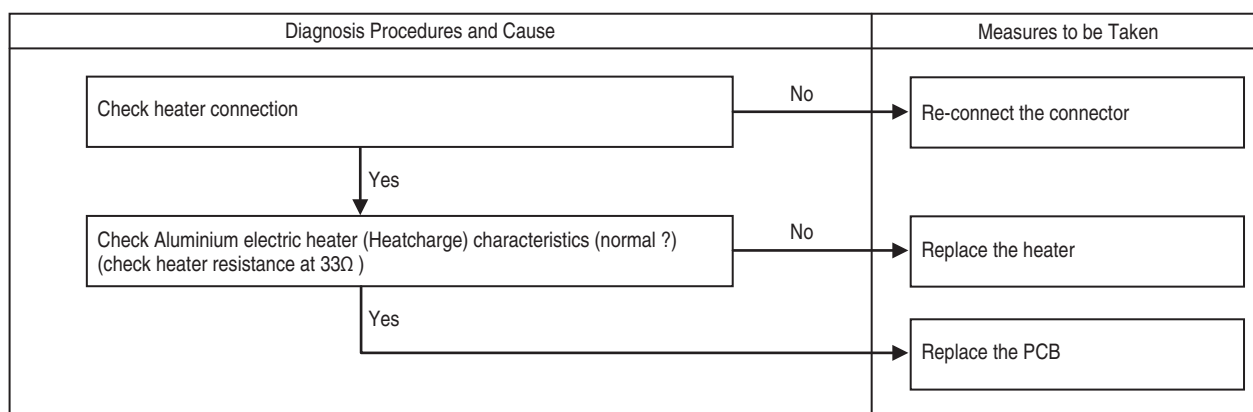 Diagnosis Procedures and Cause
Measures to be Taken
Check heater connection
No
Re-connect the connector
Yes
Check Aluminium electric heater (Heatcharge) characteristics (normal ?)
(check heater resistance at 33Ω )
No
Replace the heater
Yes
Replace the PCB